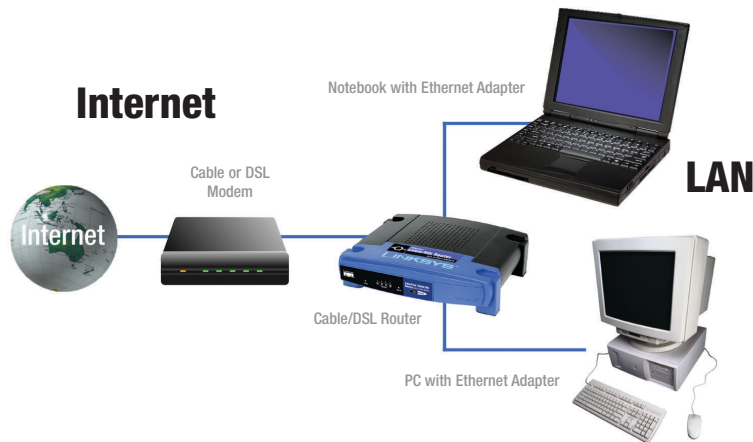 Notebook with Ethernet Adapter
Internet
Cable or DSL
Modem
LAN
Internet
LINKSYS
Cable/DSL Router
PC with Ethernet Adapter